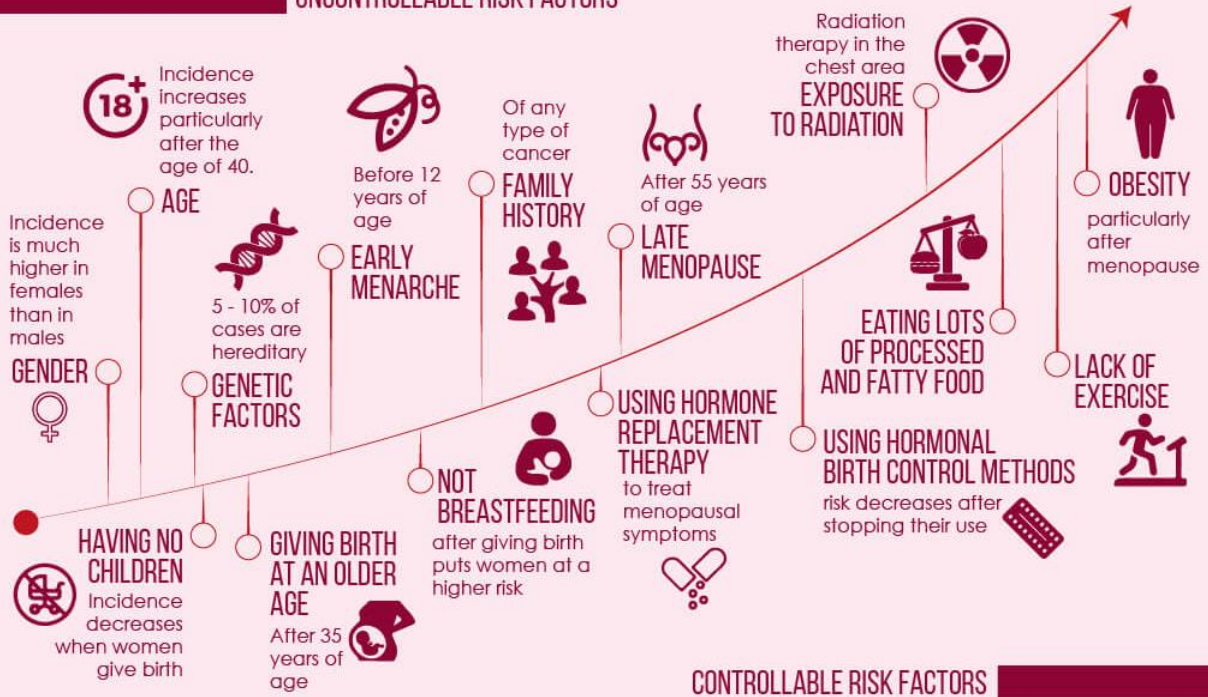 UNCONTROLLABLE RISK FACTORS
Incidence
is much
higher in
females
than in
males
GENDER
18+
Incidence
increases
particularly
after the
age of 40.
AGE
5 - 10% of
cases are
hereditary
GENETIC
FACTORS
Before 12
years of
age
EARLY
MENARCHE
Of any
type of
cancer
FAMILY
HISTORY
After 55 years
of age
LATE
MENOPAUSE
Radiation
therapy in the
chest area
EXPOSURE
TO RADIATION
HAVING NO
CHILDREN
Incidence
decreases
when women
give birth
GIVING BIRTH
AT AN OLDER
AGE
After 35
years of
age
NOT
BREASTFEEDING
after giving birth
puts women at a
higher risk
USING HORMONE
REPLACEMENT
THERAPY
to treat
menopausal
symptoms
USING HORMONAL
BIRTH CONTROL METHODS
risk decreases after
stopping their use
EATING LOTS
OF PROCESSED
AND FATTY FOOD
LACK OF
EXERCISE
OBESITY
particularly
after
menopause
CONTROLLABLE RISK FACTORS